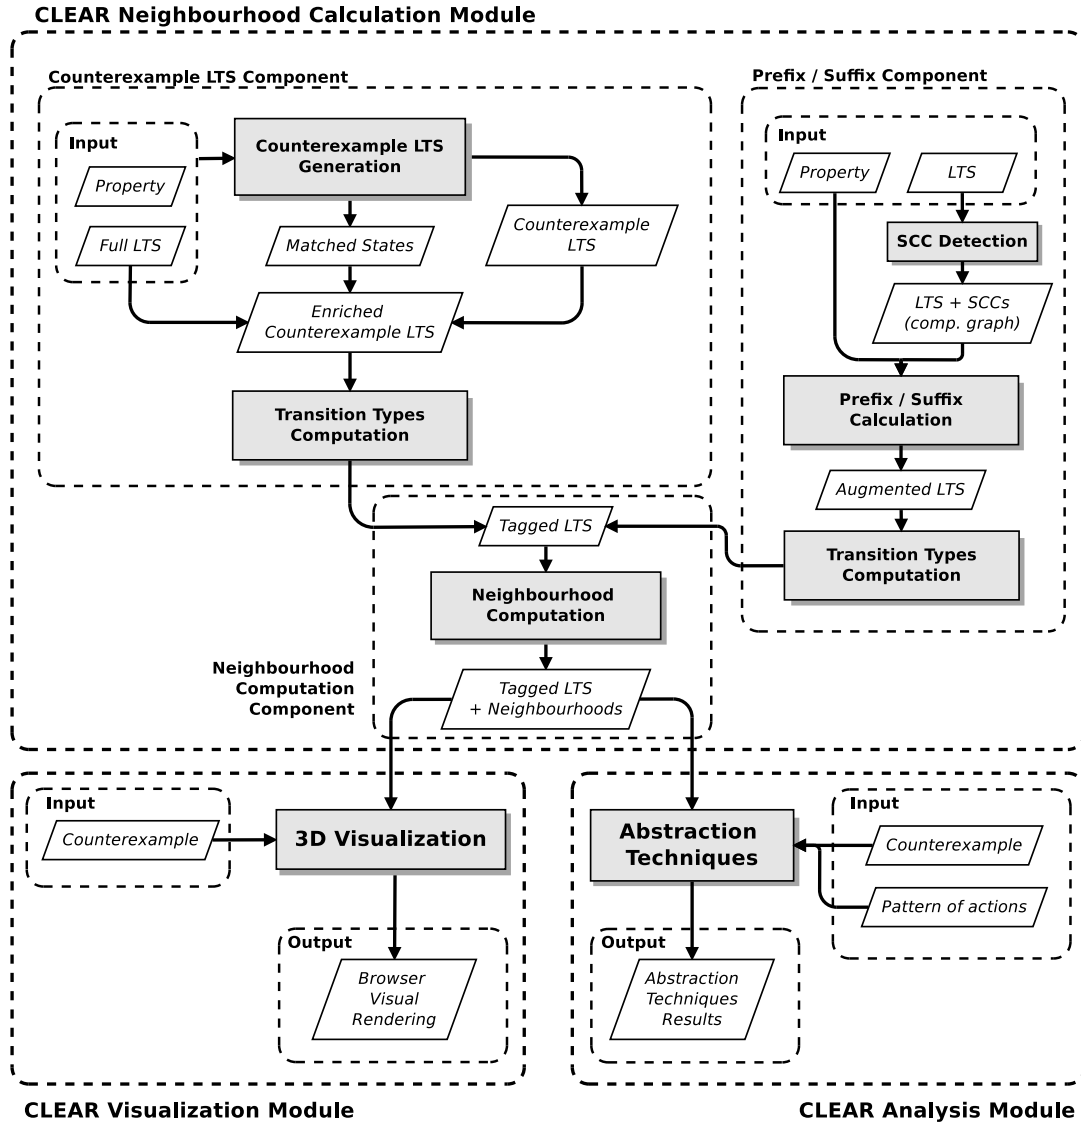 CLEAR Neighbourhood Calculation Module
Counterexample LTS Component
Input
Property
Full LTS
Counterexample LTS
Generation
Matched States
Counterexample
LTS
Enriched
Counterexample LTS
Transition Types
Computation
Prefix / Suffix Component
Input
Property
LTS
SCC Detection
LTS + SCCs
(comp. graph)
Prefix / Suffix
Calculation
Augmented LTS
Transition Types
Computation
Tagged LTS
Neighbourhood
Computation
Neighbourhood
Computation
Component
Tagged LTS
+ Neighbourhoods
Input
Counterexample
3D Visualization
Output
Browser
Visual
Rendering
CLEAR Visualization Module
Abstraction
Techniques
Input
Counterexample
Pattern of actions
Output
Abstraction
Techniques
Results
CLEAR Analysis Module